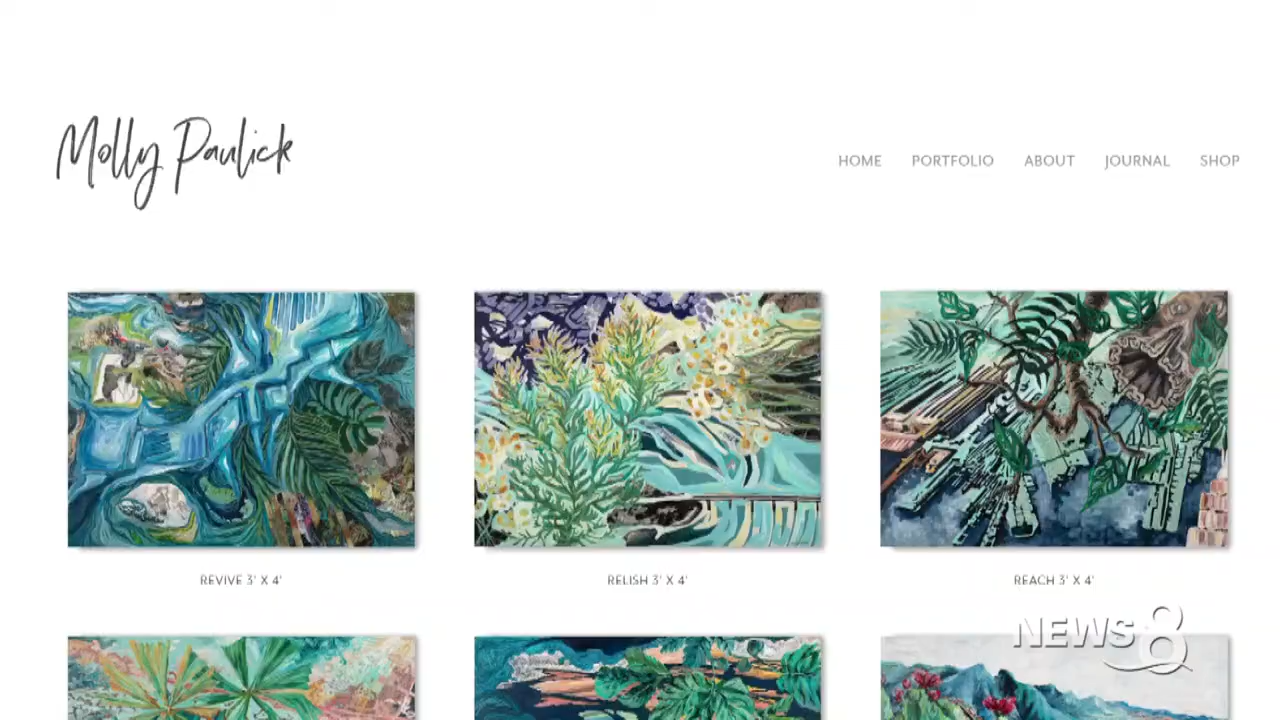 Molly Paulick
HOME PORTFOLIO ABOUT JOURNAL SHOP
REVIVE 3' X 4'
RELISH 3' X 4'
REACH 3' X 4'
NEWS 8